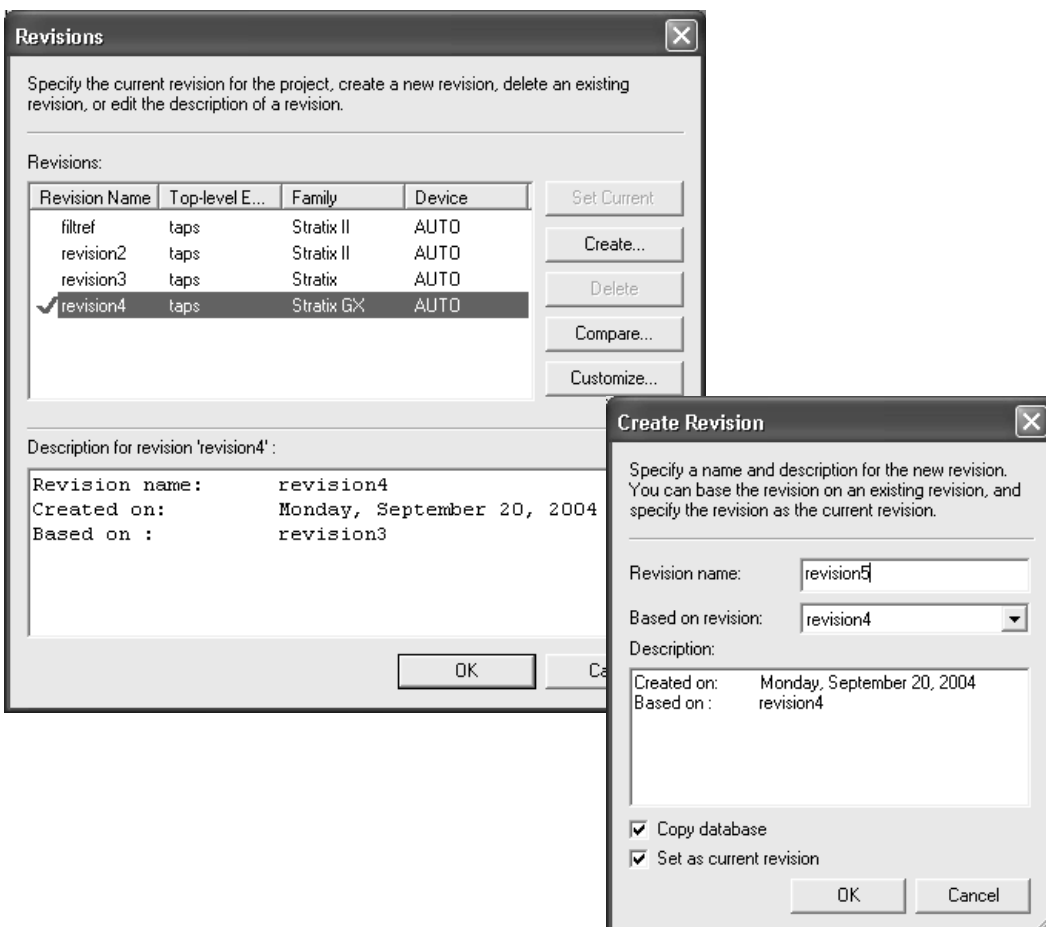 Revisions
Specify the current revision for the project, create a new revision, delete an existing
revision, or edit the description of a revision.
Revisions:
Revision Name Top-level E... Family Device
filtref taps Stratix II AUTO
revision2 taps Stratix II AUTO
revision3 taps Stratix AUTO
revision4 taps Stratix GX AUTO
Set Current
Create...
Delete
Compare...
Customize...
Description for revision 'revision4' :
Revision name: revision4
Created on: Monday, September 20, 2004
Based on : revision3
OK
Create Revision
Specify a name and description for the new revision.
You can base the revision on an existing revision, and
specify the revision as the current revision.
Revision name: revision5
Based on revision: revision4
Description:
Created on: Monday, September 20, 2004
Based on : revision4
Copy database
Set as current revision
OK Cancel